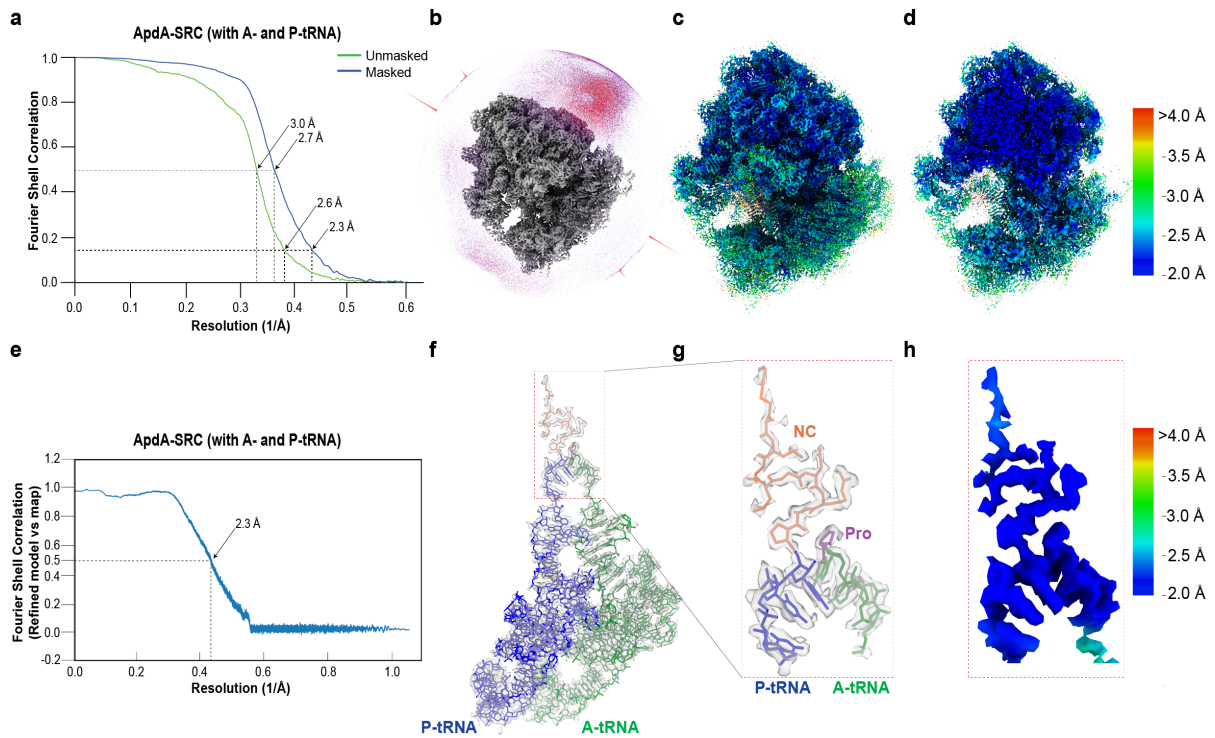 a
ApdA-SRC (with A- and P-tRNA)
Unmasked
Masked
1.0
0.8
0.6
0.4
0.2
0.0
Fourier Shell Correlation
3.0 Å
2.7 Å
2.6 Å
2.3 Å
0.0 0.1 0.2 0.3 0.4 0.5 0.6
Resolution (1/Å)
b
c
d
>4.0 Å
3.5 Å
3.0 Å
2.5 Å
2.0 Å
e
ApdA-SRC (with A- and P-tRNA)
1.2
1.0
0.8
0.6
0.5
0.4
0.2
0.0
-0.2
Fourier Shell Correlation
(Refined model vs map)
2.3 Å
0.0 0.2 0.4 0.6 0.8 1.0
Resolution (1/Å)
f
P-tRNA
A-tRNA
g
NC
Pro
P-tRNA
A-tRNA
h
>4.0 Å
3.5 Å
3.0 Å
2.5 Å
2.0 Å